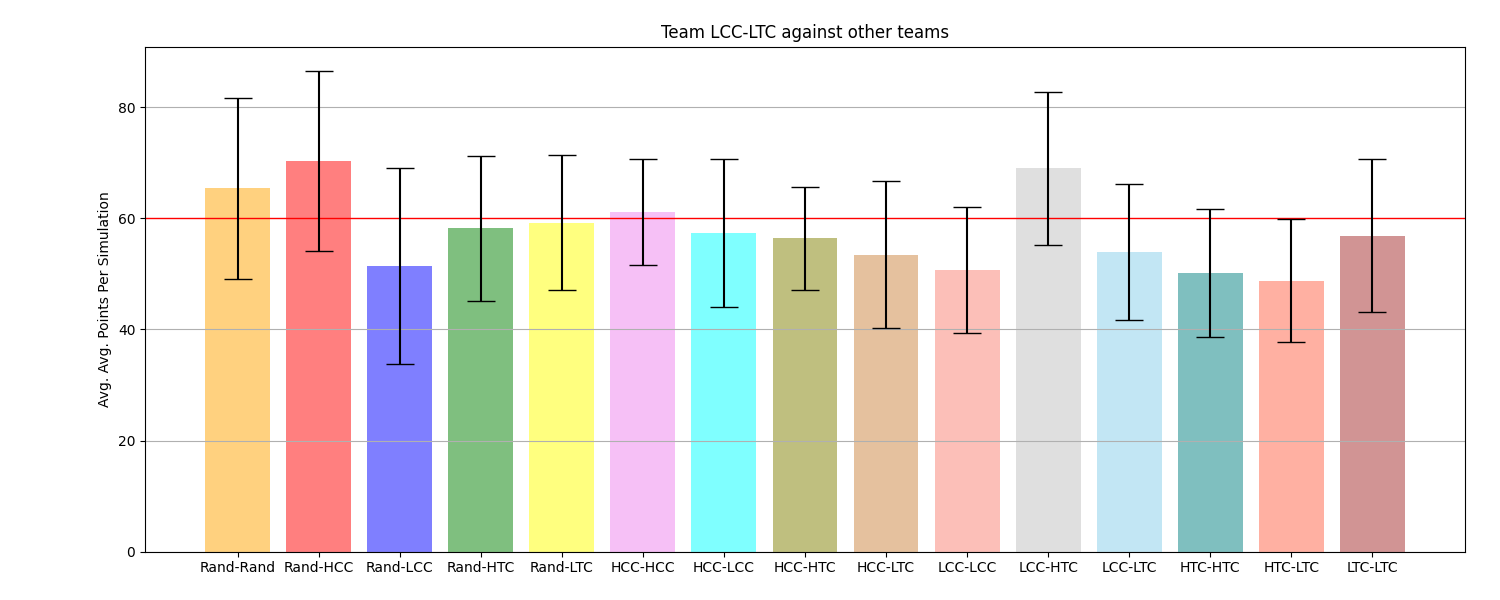 Team LCC-LTC against other teams
Avg. Avg. Points Per Simulation
80
60
40
20
0
Rand-Rand Rand-HCC Rand-LCC Rand-HTC Rand-LTC HCC-HCC HCC-LCC HCC-HTC HCC-LTC LCC-LCC LCC-HTC LCC-LTC HTC-HTC HTC-LTC LTC-LTC